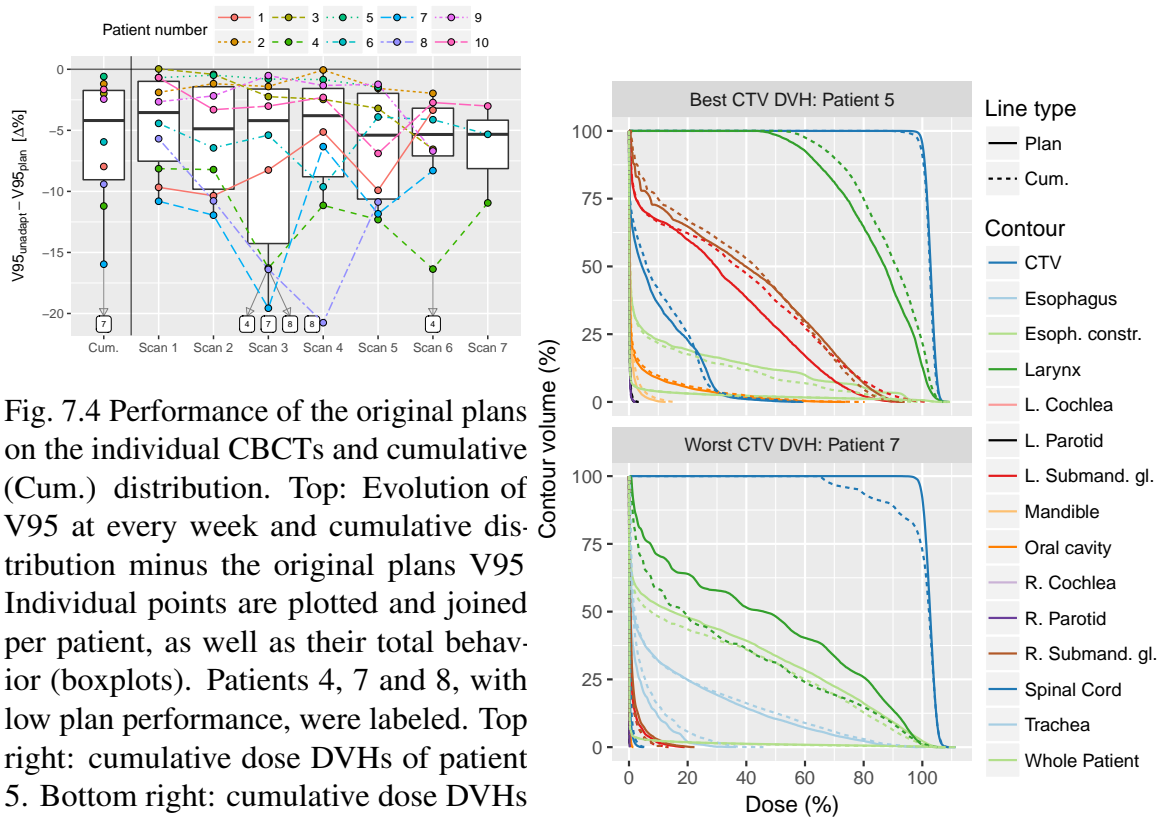 Patient number
1 3 5 7 9
2 4 6 8 10
V95unadapt − V95plan [Δ%]
0
−5
−10
−15
−20
7
4 7 8 8
4
Cum. Scan 1 Scan 2 Scan 3 Scan 4 Scan 5 Scan 6 Scan 7
Fig. 7.4 Performance of the original plans
on the individual CBCTs and cumulative
(Cum.) distribution. Top: Evolution of
V95 at every week and cumulative dis-
tribution minus the original plans V95
Individual points are plotted and joined
per patient, as well as their total behav-
ior (boxplots). Patients 4, 7 and 8, with
low plan performance, were labeled. Top
right: cumulative dose DVHs of patient
5. Bottom right: cumulative dose DVHs
Contour volume (%)
Best CTV DVH: Patient 5
100
75
50
25
0
Worst CTV DVH: Patient 7
100
75
50
25
0
0 20 40 60 80 100
Dose (%)
Line type
Plan
Cum.
Contour
CTV
Esophagus
Esoph. constr.
Larynx
L. Cochlea
L. Parotid
L. Submand. gl.
Mandible
Oral cavity
R. Cochlea
R. Parotid
R. Submand. gl.
Spinal Cord
Trachea
Whole Patient